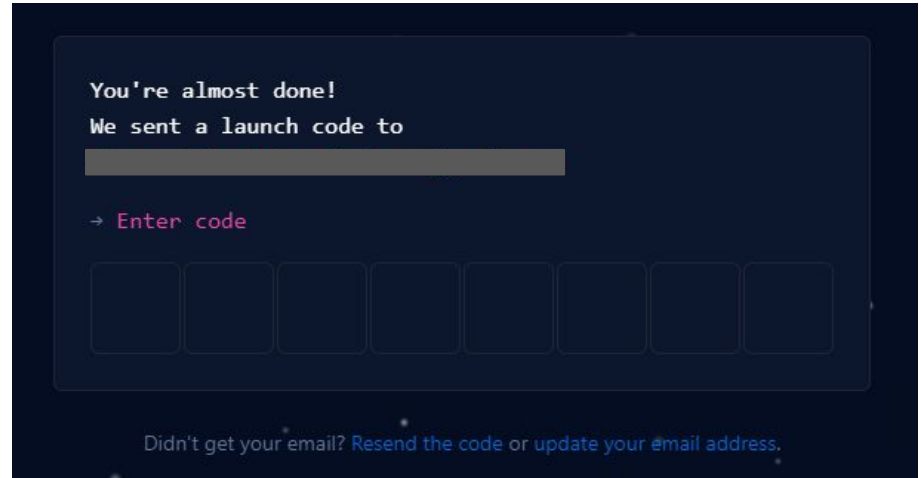 You're almost done!
We sent a launch code to
→ Enter code
Didn't get your email? Resend the code or update your email address.